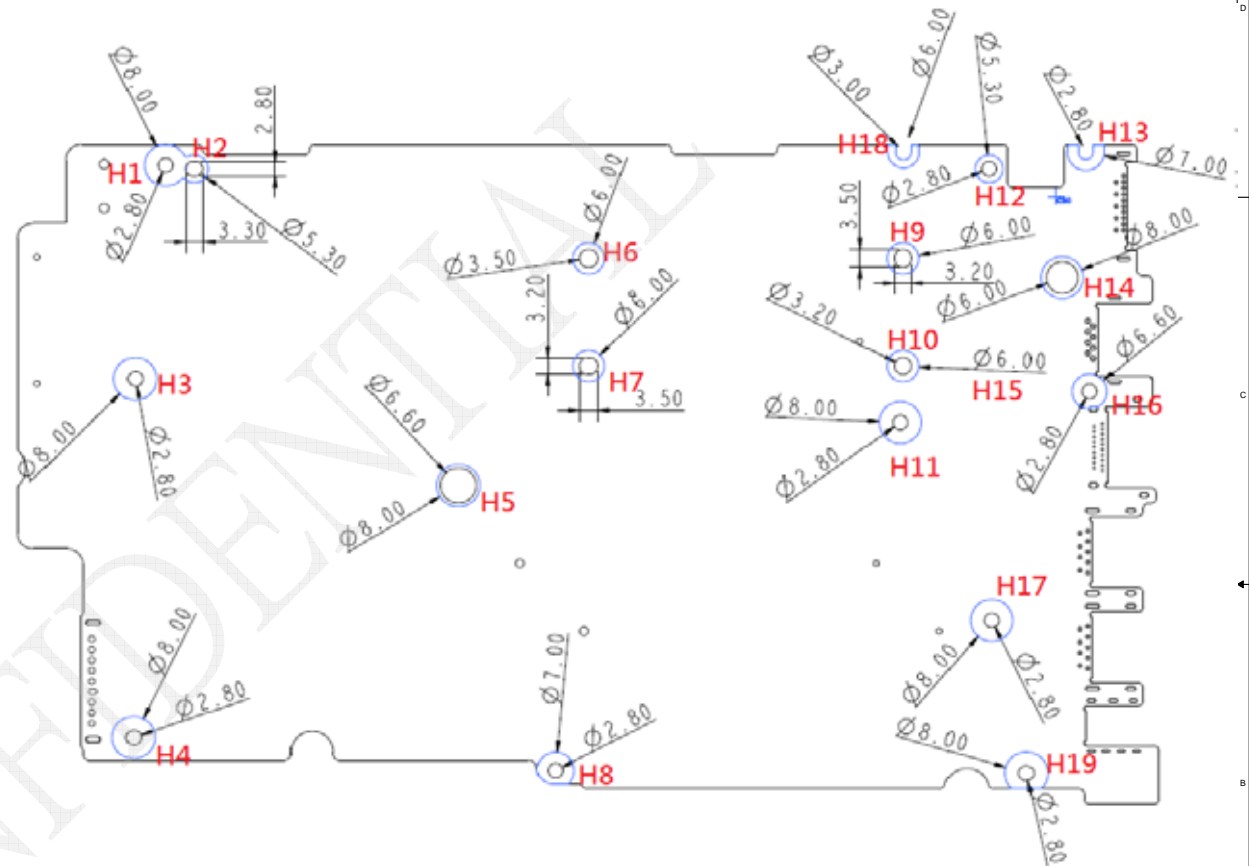 D
Ø8.00
H1
Ø2.80
H2
2.80
3.30
Ø5.30
Ø6.00
H6
Ø3.50
Ø3.00
Ø6.00
H18
Ø5.30
Ø2.80
H12
Ø2.80
H13
Ø7.00
3.50
H9
Ø6.00
3.20
Ø8.00
H14
Ø6.00
3.20
H7
3.50
Ø3.20
H10
Ø6.00
H15
Ø6.60
H16
Ø2.80
C
H3
Ø8.00
Ø2.80
Ø6.60
H5
Ø8.00
Ø8.00
H11
Ø2.80
H17
Ø8.00
Ø2.80
Ø8.00
Ø2.80
H4
Ø7.00
Ø2.80
H8
Ø8.00
H19
Ø2.80
B
NFIDENTIAL